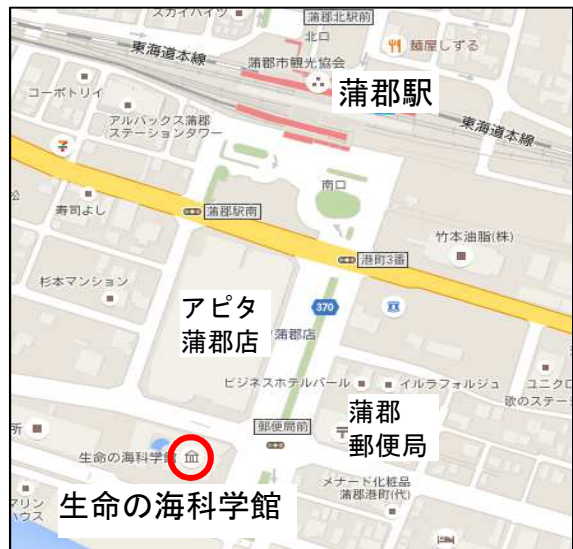 スカイハイツ
蒲郡北駅前
北口
麺屋しずる
東海道本線
蒲郡市観光協会
蒲郡駅
コーポトリイ
アルバックス蒲郡
ステーションタワー
東海道本線
南口
松
寿司よし
蒲郡駅南
竹本油脂(株)
港町3番
杉本マンション
アピタ
蒲郡店
370
蒲郡店
ビジネスホテルパール
イルラフォルジュ
ユニクロ
歌のステージ
蒲郡
郵便局
郵便局前
所
生命の海科学館
メナード化粧品
蒲郡港町(代)
生命の海科学館
マリン
ハウス